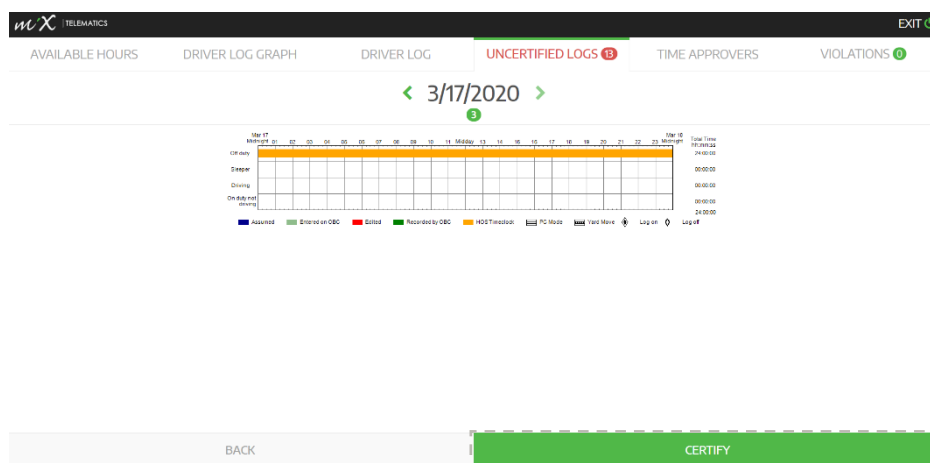 miX TELEMATICS EXIT
AVAILABLE HOURS DRIVER LOG GRAPH DRIVER LOG UNCERTIFIED LOGS 13 TIME APPROVERS VIOLATIONS 0
< 3/17/2020 >
3
Mar 17 Mar 18
Midnight 01 02 03 04 05 06 07 08 09 10 11 Midday 13 14 15 16 17 18 19 20 21 22 23 Midnight Total Time
HH:mm:ss
Off duty 24:00:00
Sleeper 00:00:00
Driving 00:00:00
On duty not
driving 00:00:00
24:00:00
Assumed Entered on OBC Edited Recorded by OBC HOS Timeclock PC Mode Yard Move Log on Log off
BACK CERTIFY